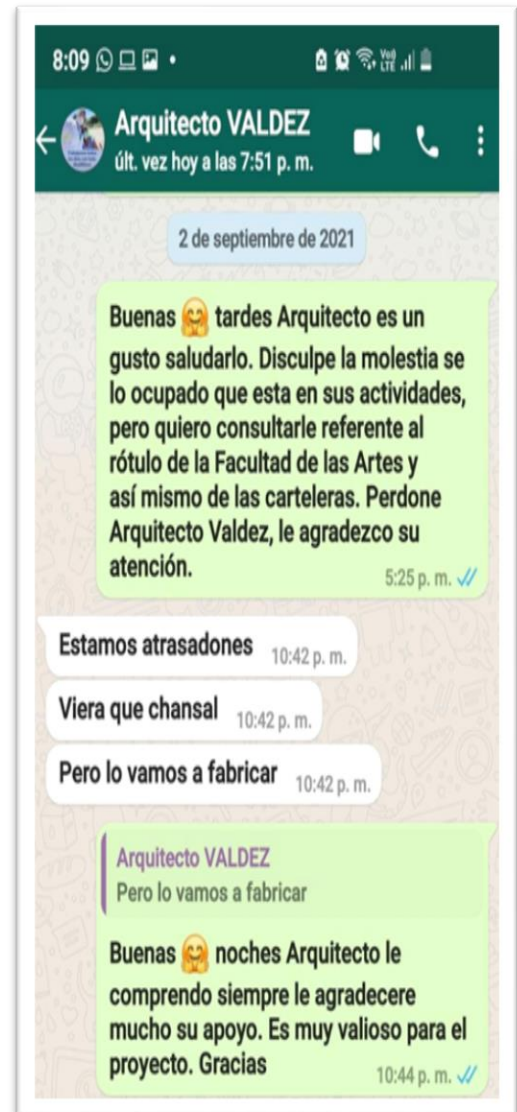 8:09
Arquitecto VALDEZ
últ. vez hoy a las 7:51 p. m.
2 de septiembre de 2021
Buenas 🤗 tardes Arquitecto es un
gusto saludarlo. Disculpe la molestia se
lo ocupado que esta en sus actividades,
pero quiero consultarle referente al
rótulo de la Facultad de las Artes y
así mismo de las carteleras. Perdone
Arquitecto Valdez, le agradezco su
atención.
5:25 p. m.
Estamos atrasadones
10:42 p. m.
Viera que chansal
10:42 p. m.
Pero lo vamos a fabricar
10:42 p. m.
Arquitecto VALDEZ
Pero lo vamos a fabricar
Buenas 🤗 noches Arquitecto le
comprendo siempre le agradecere
mucho su apoyo. Es muy valioso para el
proyecto. Gracias
10:44 p. m.